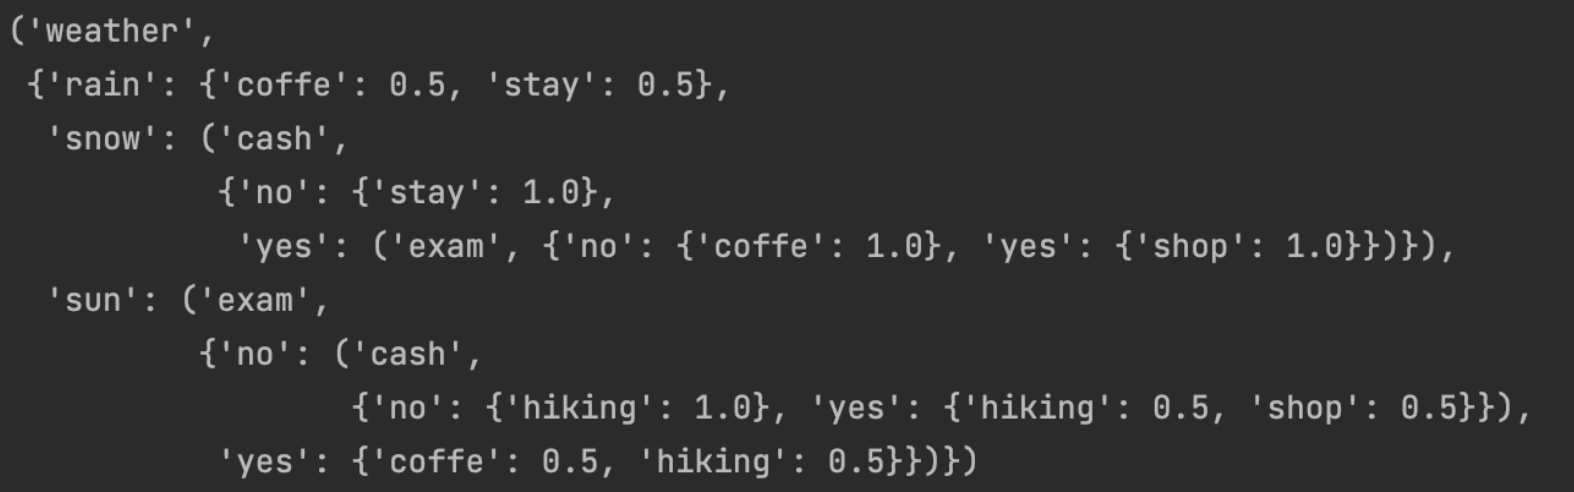 ('weather',
 {'rain': {'coffe': 0.5, 'stay': 0.5},
  'snow': ('cash',
           {'no': {'stay': 1.0},
            'yes': ('exam', {'no': {'coffe': 1.0}, 'yes': {'shop': 1.0}})}),
  'sun': ('exam',
          {'no': ('cash',
                  {'no': {'hiking': 1.0}, 'yes': {'hiking': 0.5, 'shop': 0.5}}),
           'yes': {'coffe': 0.5, 'hiking': 0.5}})})